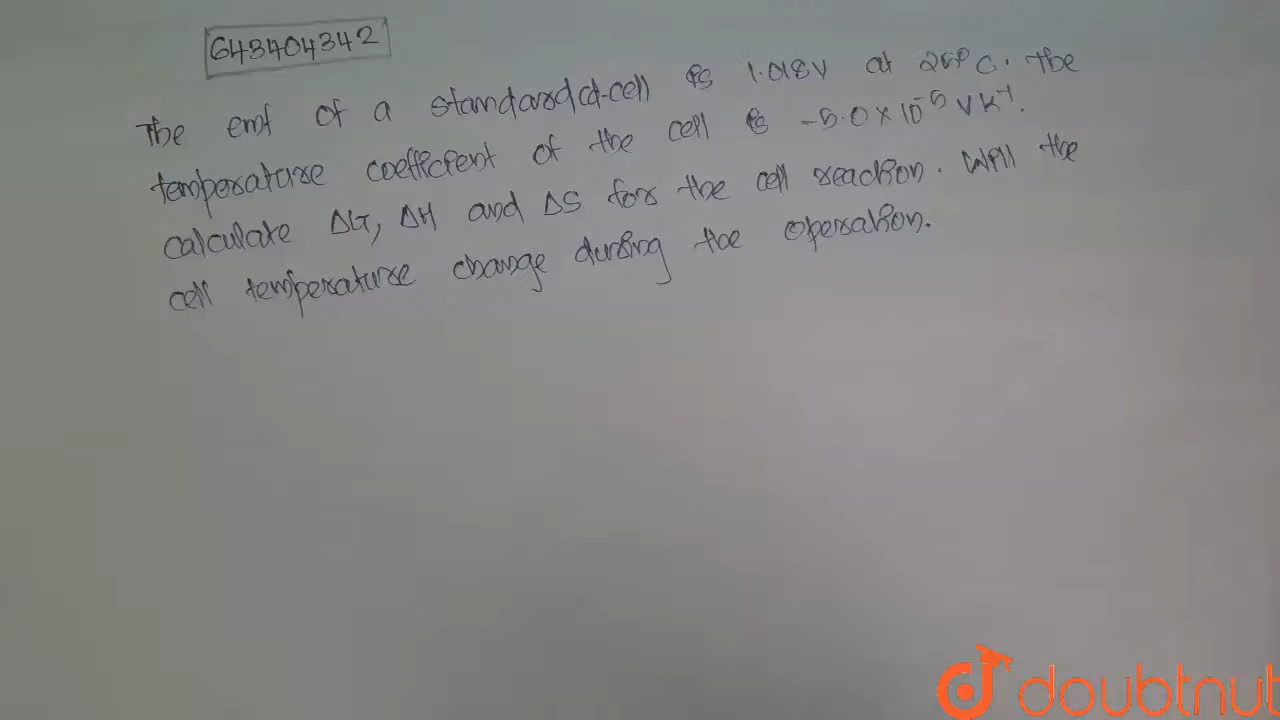 643404342
The emf of a standard cd-cell is 1.018V at 25°C. The
temperature coefficient of the cell is -5.0×10⁻⁵ V K⁻¹.
calculate ΔG, ΔH and ΔS for the cell reaction. Will the
cell temperature change during the operation.
doubtnut